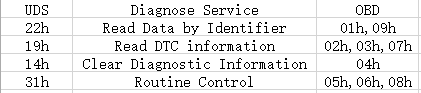 UDS Diagnose Service OBD
22h Read Data by Identifier 01h,09h
19h Read DTC information 02h,03h,07h
14h Clear Diagnostic Information 04h
31h Routine Control 05h,06h,08h